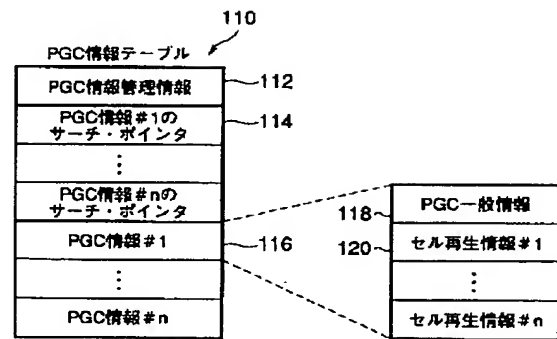 110
PGC情報テーブル
PGC情報管理情報
112
PGC情報#1の
サーチ・ポインタ
114
⋮
PGC情報#nの
サーチ・ポインタ
PGC情報#1
116
⋮
PGC情報#n
118
PGC一般情報
120
セル再生情報#1
⋮
セル再生情報#n